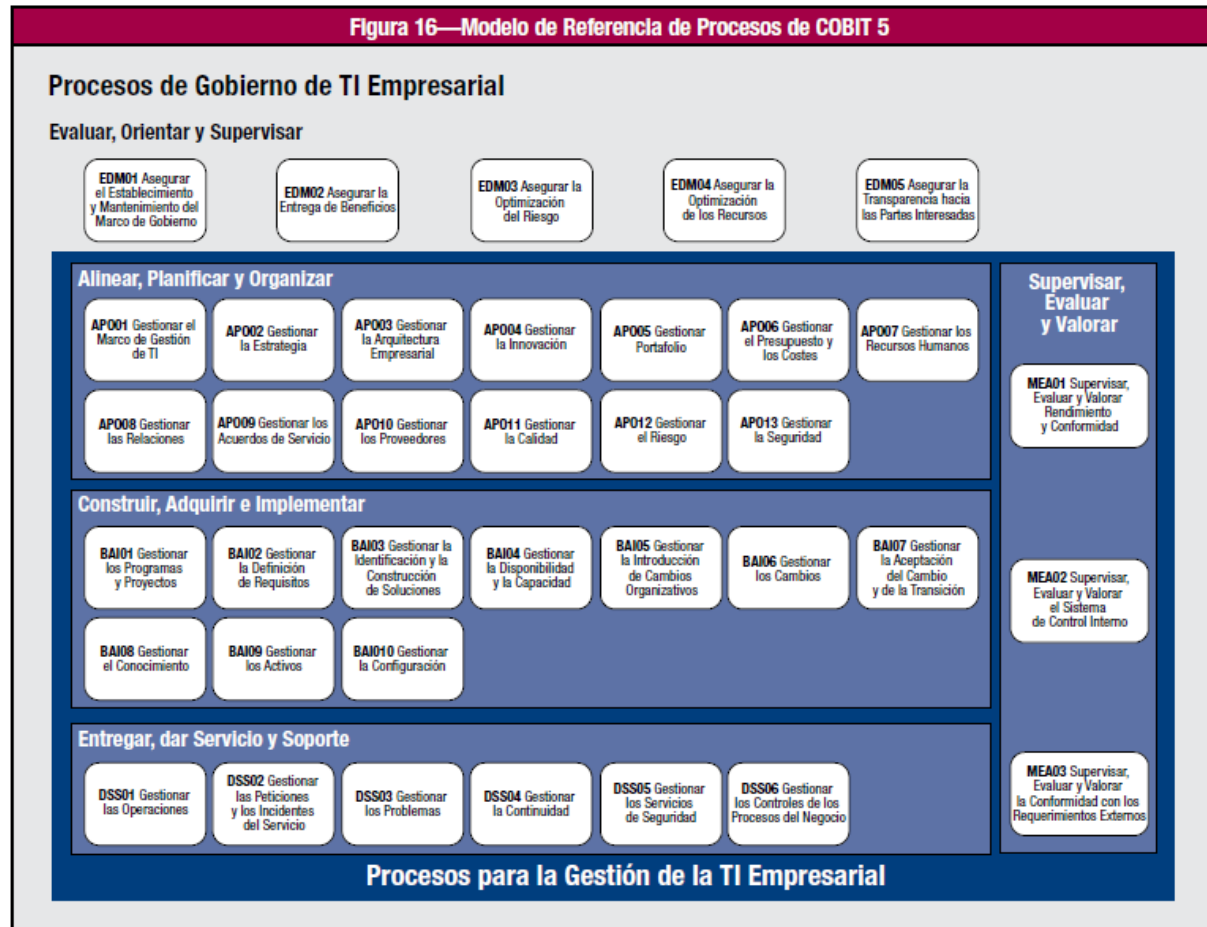 Figura 16—Modelo de Referencia de Procesos de COBIT 5
Procesos de Gobierno de TI Empresarial
Evaluar, Orientar y Supervisar
EDM01 Asegurar
el Establecimiento
y Mantenimiento del
Marco de Gobierno
EDM02 Asegurar la
Entrega de Beneficios
EDM03 Asegurar la
Optimización
del Riesgo
EDM04 Asegurar la
Optimización
de los Recursos
EDM05 Asegurar la
Transparencia hacia
las Partes Interesadas
Alinear, Planificar y Organizar
APO01 Gestionar el
Marco de Gestión
de TI
APO02 Gestionar
la Estrategia
APO03 Gestionar
la Arquitectura
Empresarial
APO04 Gestionar
la Innovación
APO05 Gestionar
Portafolio
APO06 Gestionar
el Presupuesto y
los Costes
APO07 Gestionar los
Recursos Humanos
APO08 Gestionar
las Relaciones
APO09 Gestionar los
Acuerdos de Servicio
APO10 Gestionar
los Proveedores
APO11 Gestionar
la Calidad
APO12 Gestionar
el Riesgo
APO13 Gestionar
la Seguridad
Construir, Adquirir e Implementar
BAI01 Gestionar
los Programas
y Proyectos
BAI02 Gestionar
la Definición
de Requisitos
BAI03 Gestionar la
Identificación y la
Construcción
de Soluciones
BAI04 Gestionar
la Disponibilidad
y la Capacidad
BAI05 Gestionar
la Introducción
de Cambios
Organizativos
BAI06 Gestionar
los Cambios
BAI07 Gestionar
la Aceptación
del Cambio
y de la Transición
BAI08 Gestionar
el Conocimiento
BAI09 Gestionar
los Activos
BAI010 Gestionar
la Configuración
Entregar, dar Servicio y Soporte
DSS01 Gestionar
las Operaciones
DSS02 Gestionar
las Peticiones
y los Incidentes
del Servicio
DSS03 Gestionar
los Problemas
DSS04 Gestionar
la Continuidad
DSS05 Gestionar
los Servicios
de Seguridad
DSS06 Gestionar
los Controles de los
Procesos del Negocio
Supervisar,
Evaluar
y Valorar
MEA01 Supervisar,
Evaluar y Valorar
Rendimiento
y Conformidad
MEA02 Supervisar,
Evaluar y Valorar
el Sistema
de Control Interno
MEA03 Supervisar,
Evaluar y Valorar
la Conformidad con los
Requerimientos Externos
Procesos para la Gestión de la TI Empresarial